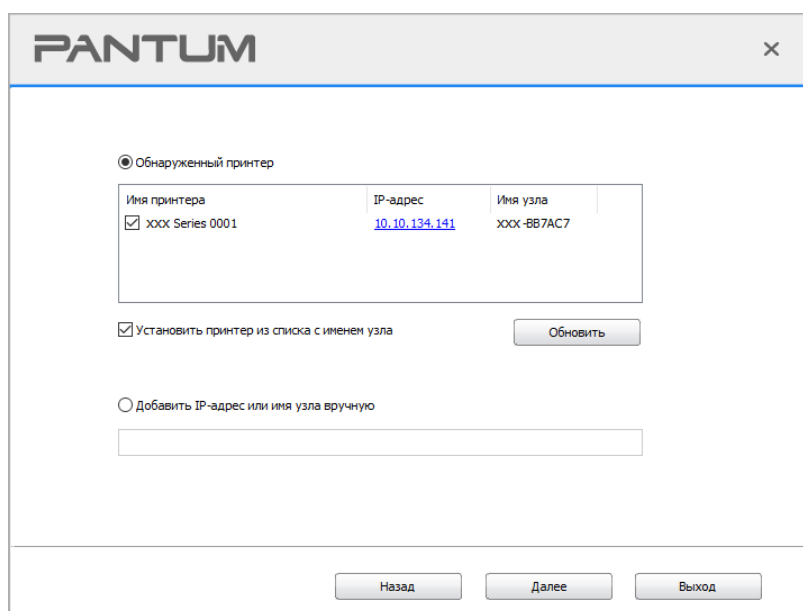 PANTUM
Обнаруженный принтер
Имя принтера IP-адрес Имя узла
XXX Series 0001 10.10.134.141 XXX-BB7AC7
Установить принтер из списка с именем узла Обновить
Добавить IP-адрес или имя узла вручную
Назад Далее Выход